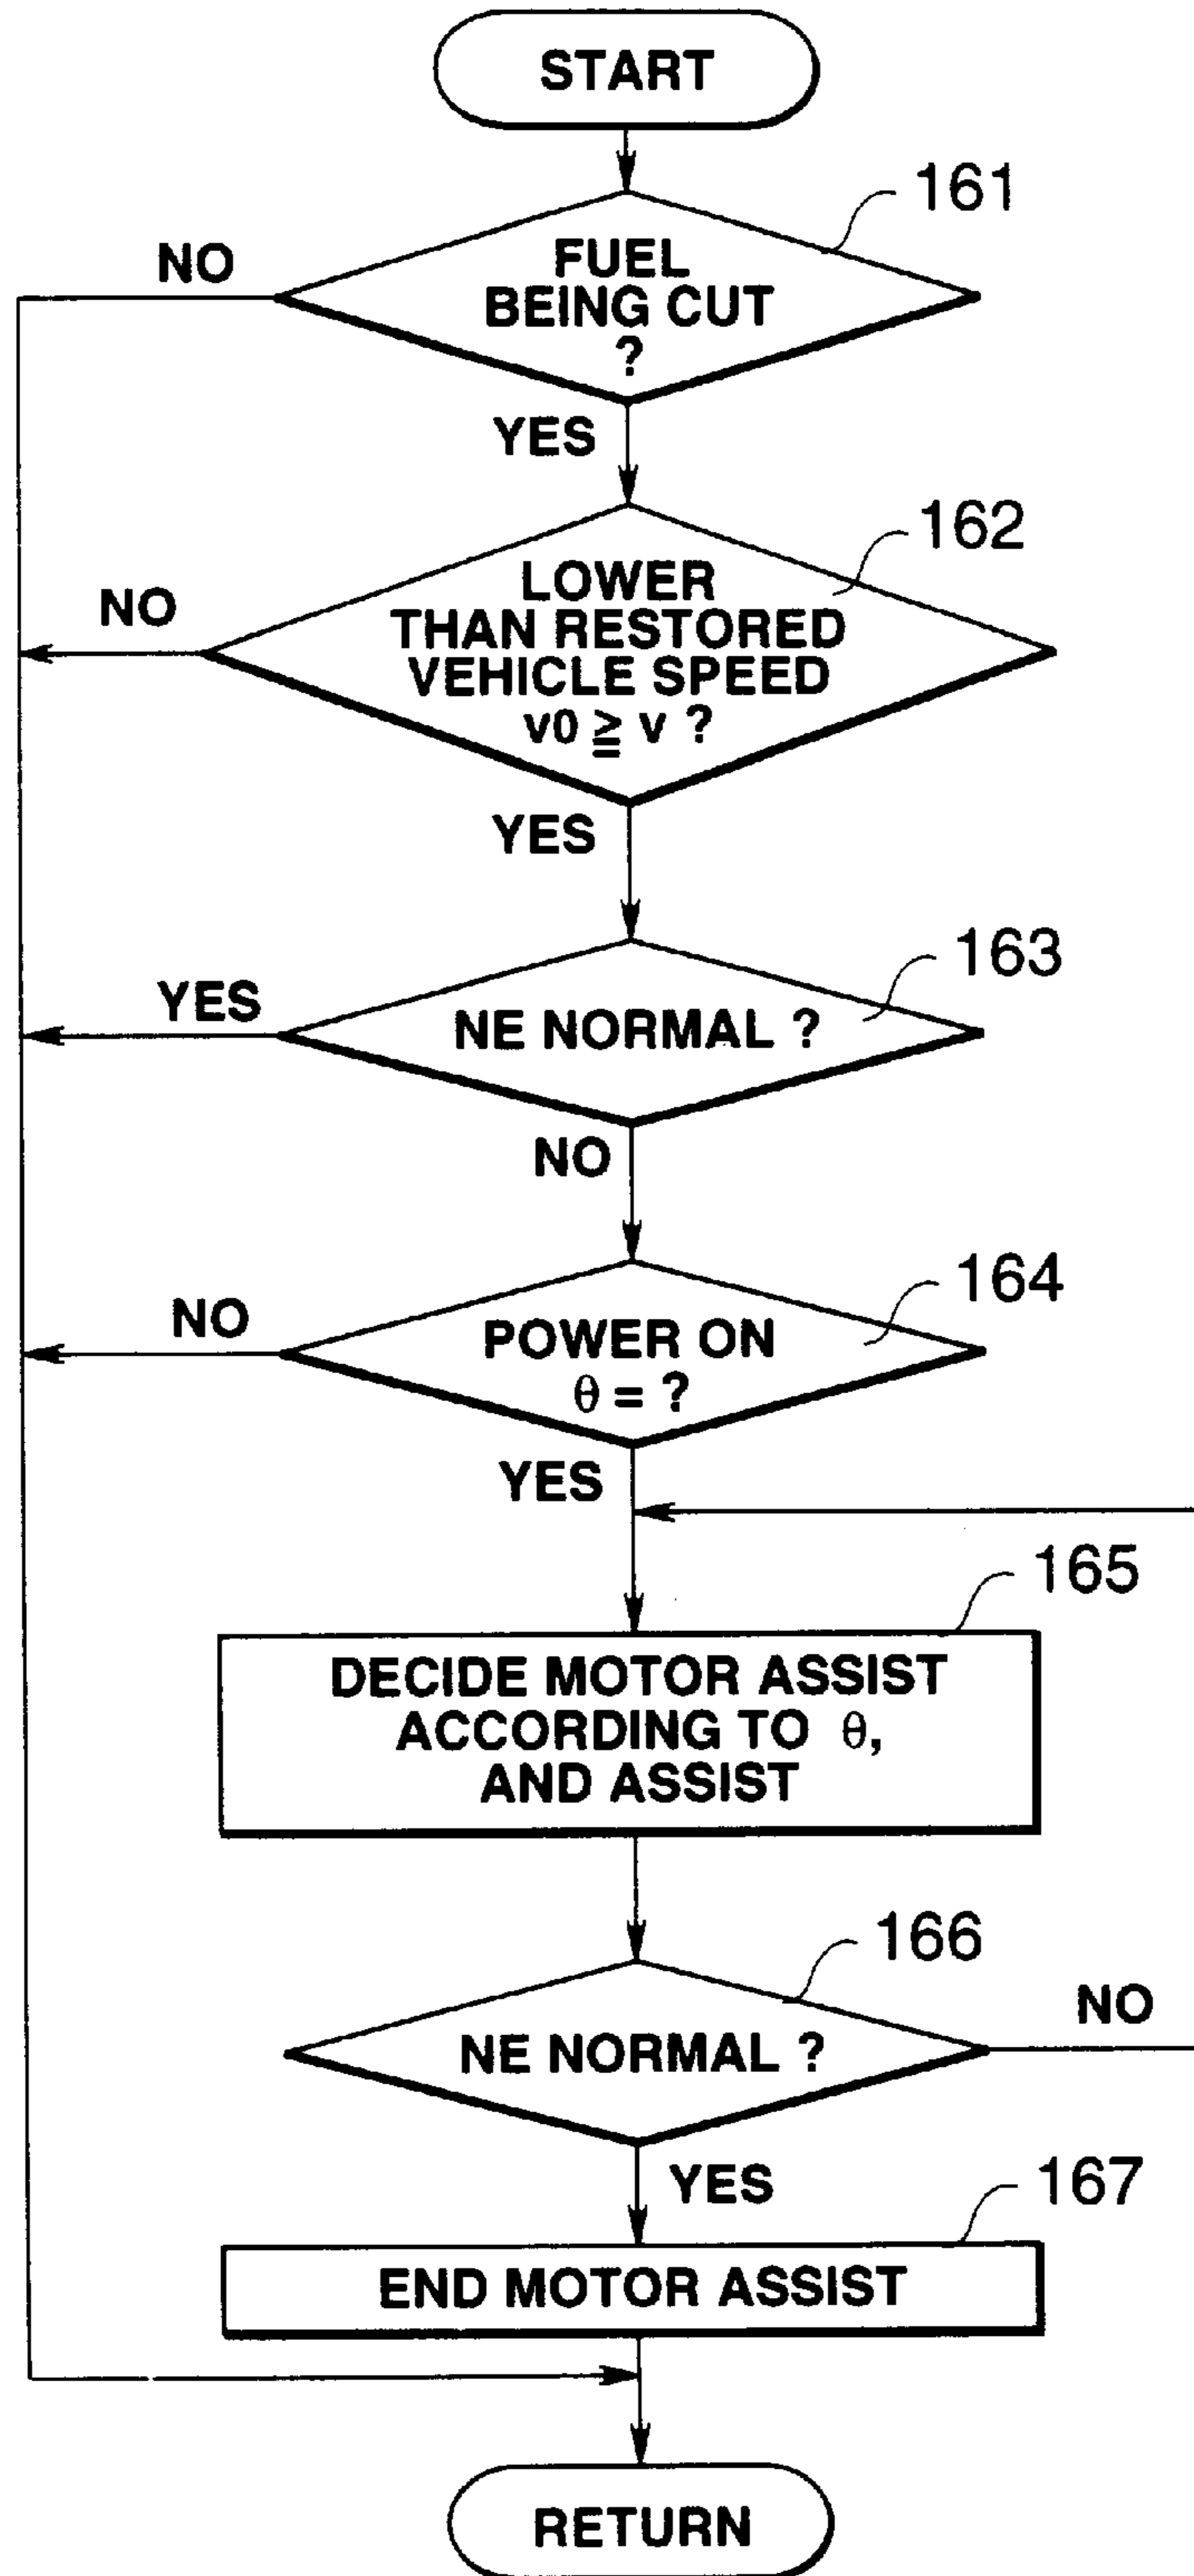 START
161
NO
FUEL
BEING CUT
?
YES
162
NO
LOWER
THAN RESTORED
VEHICLE SPEED
v0 ≧ v ?
YES
163
YES
NE NORMAL ?
NO
164
NO
POWER ON
θ = ?
YES
165
DECIDE MOTOR ASSIST
ACCORDING TO θ,
AND ASSIST
166
NO
NE NORMAL ?
YES
167
END MOTOR ASSIST
RETURN